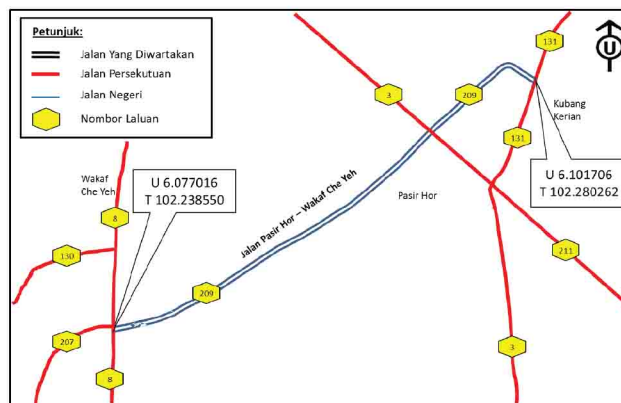 Petunjuk:
Jalan Yang Diwartakan
Jalan Persekutuan
Jalan Negeri
Nombor Laluan
131
U
3
209
Kubang
Kerian
131
U 6.101706
T 102.280262
Wakaf
Che Yeh
U 6.077016
T 102.238550
Pasir Hor
8
Jalan Pasir Hor – Wakaf Che Yeh
130
211
209
207
3
8